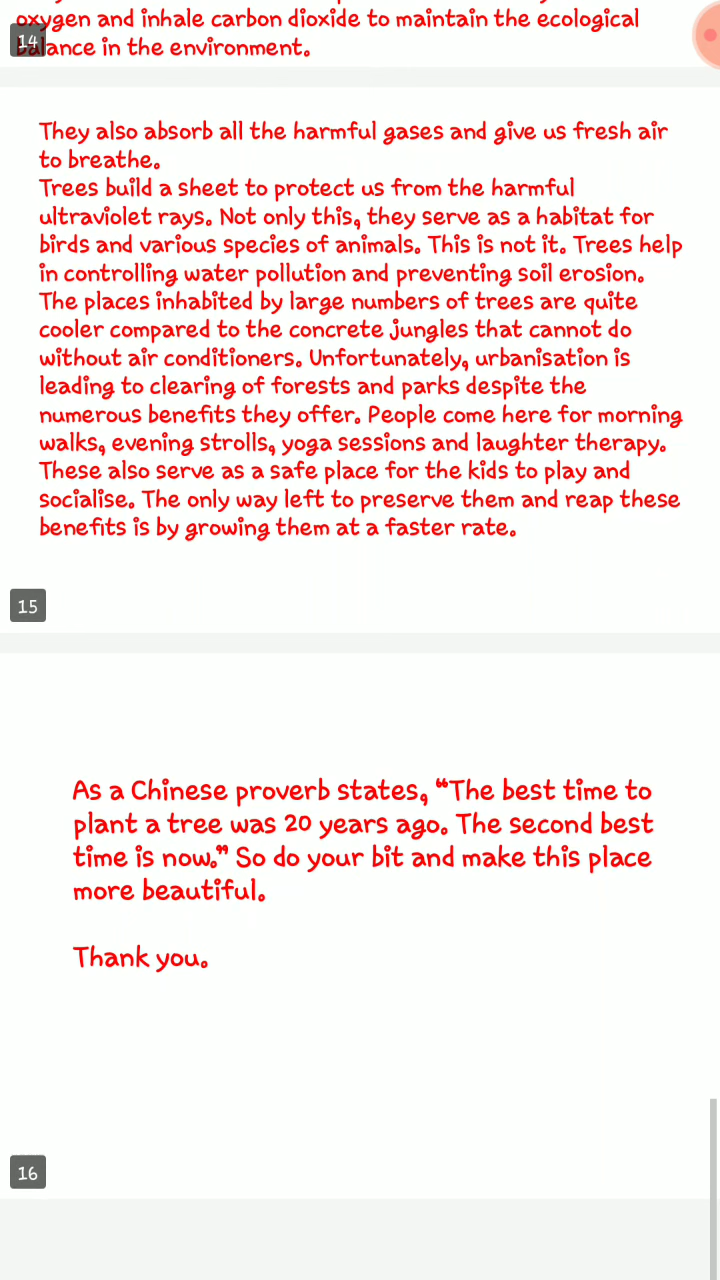 oxygen and inhale carbon dioxide to maintain the ecological
14
balance in the environment.
They also absorb all the harmful gases and give us fresh air
to breathe.
Trees build a sheet to protect us from the harmful
ultraviolet rays. Not only this, they serve as a habitat for
birds and various species of animals. This is not it. Trees help
in controlling water pollution and preventing soil erosion.
The places inhabited by large numbers of trees are quite
cooler compared to the concrete jungles that cannot do
without air conditioners. Unfortunately, urbanisation is
leading to clearing of forests and parks despite the
numerous benefits they offer. People come here for morning
walks, evening strolls, yoga sessions and laughter therapy.
These also serve as a safe place for the kids to play and
socialise. The only way left to preserve them and reap these
benefits is by growing them at a faster rate.
15
As a Chinese proverb states, “The best time to
plant a tree was 20 years ago. The second best
time is now.” So do your bit and make this place
more beautiful.
Thank you.
16